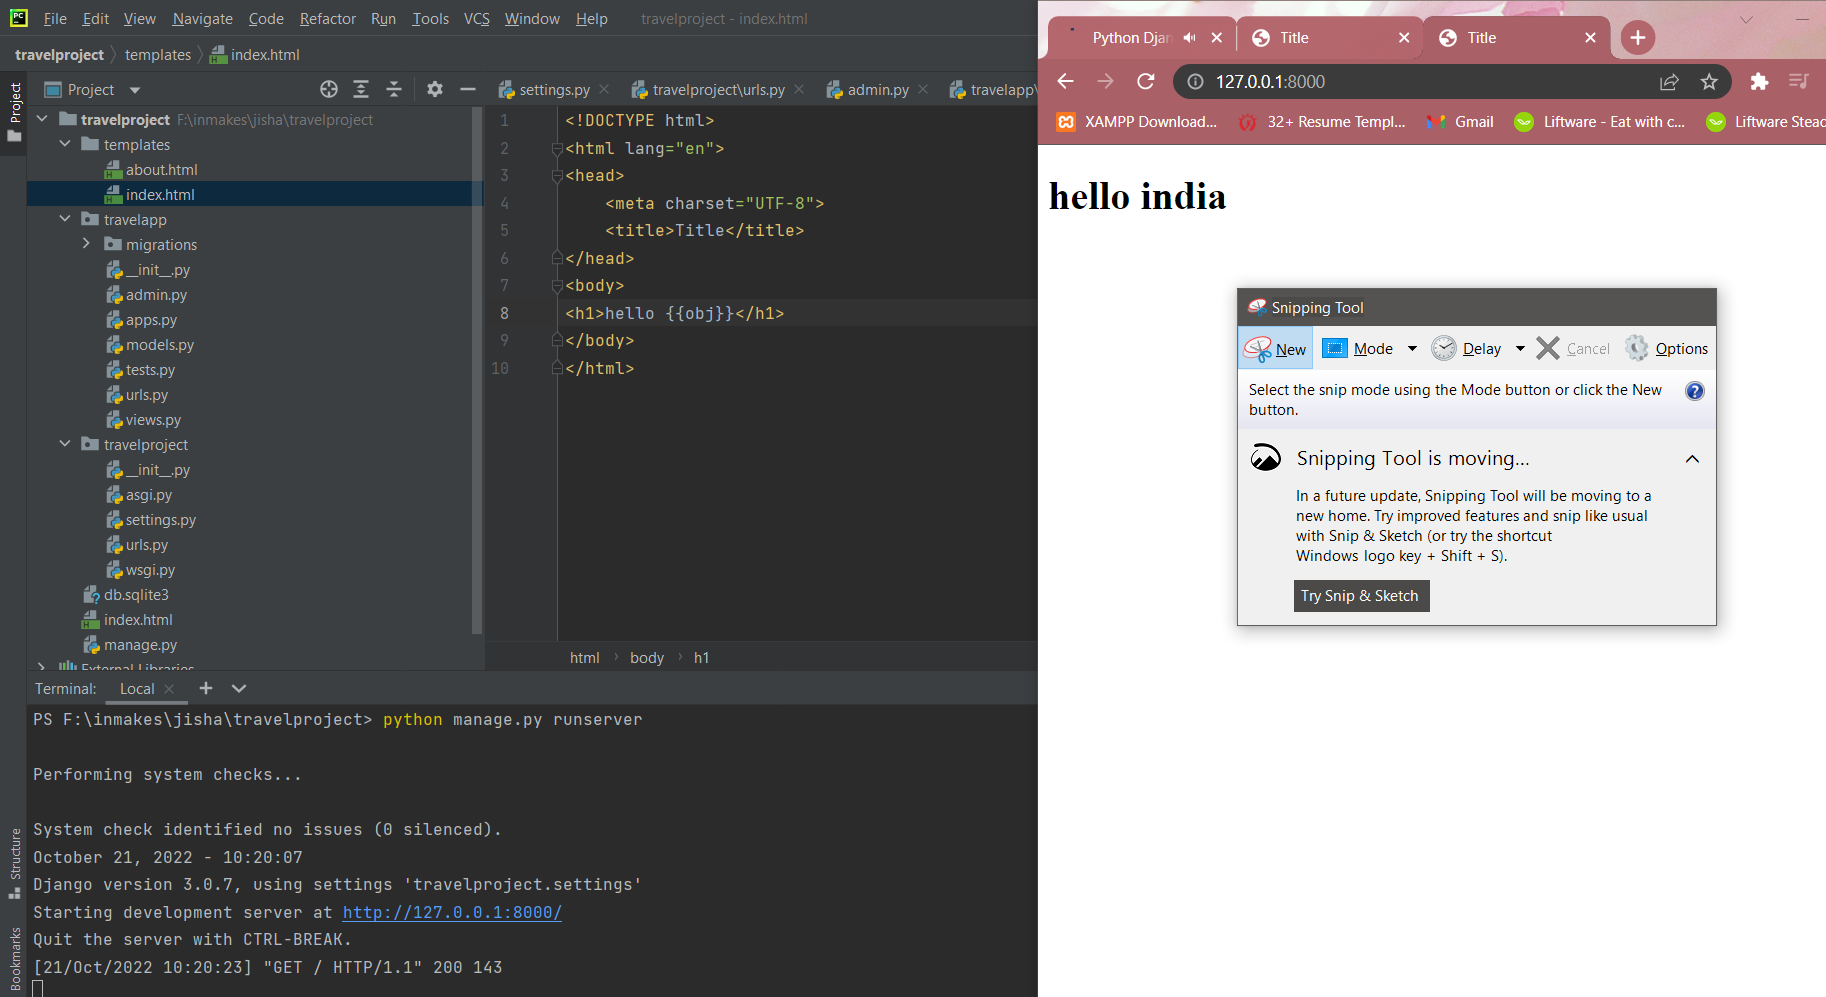 File Edit View Navigate Code Refactor Run Tools VCS Window Help travelproject - index.html
travelproject templates index.html
Project
Project
settings.py travelproject\urls.py admin.py travelapp\
travelproject F:\inmakes\jisha\travelproject
templates
about.html
index.html
travelapp
migrations
__init__.py
admin.py
apps.py
models.py
tests.py
urls.py
views.py
travelproject
__init__.py
asgi.py
settings.py
urls.py
wsgi.py
db.sqlite3
index.html
manage.py
External Libraries
1 <!DOCTYPE html>
2 <html lang="en">
3 <head>
4 <meta charset="UTF-8">
5 <title>Title</title>
6 </head>
7 <body>
8 <h1>hello {{obj}}</h1>
9 </body>
10 </html>
html body h1
Terminal: Local
PS F:\inmakes\jisha\travelproject> python manage.py runserver
Performing system checks...
System check identified no issues (0 silenced).
October 21, 2022 - 10:20:07
Django version 3.0.7, using settings 'travelproject.settings'
Starting development server at http://127.0.0.1:8000/
Quit the server with CTRL-BREAK.
[21/Oct/2022 10:20:23] "GET / HTTP/1.1" 200 143
Structure
Bookmarks
Python Djan Title Title
127.0.0.1:8000
XAMPP Download... 32+ Resume Templ... Gmail Liftware - Eat with c... Liftware Stead
hello india
Snipping Tool
New Mode Delay Cancel Options
Select the snip mode using the Mode button or click the New
button.
Snipping Tool is moving...
In a future update, Snipping Tool will be moving to a
new home. Try improved features and snip like usual
with Snip & Sketch (or try the shortcut
Windows logo key + Shift + S).
Try Snip & Sketch